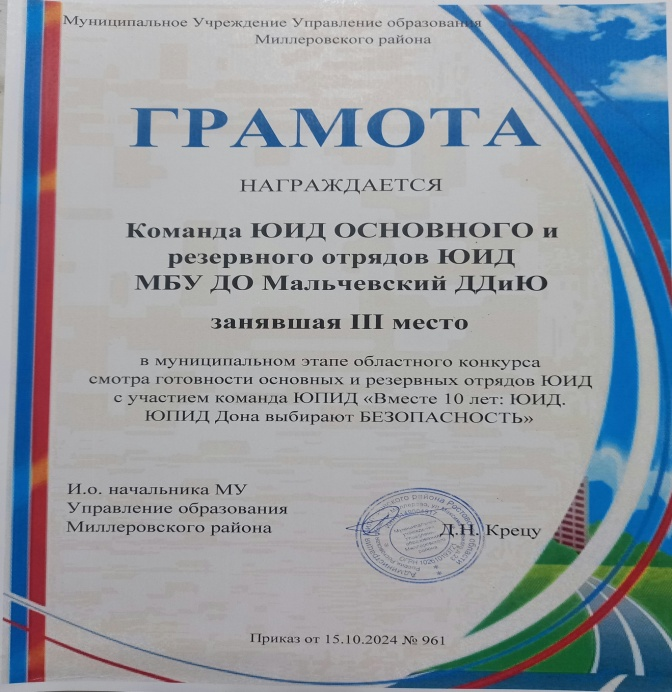 Муниципальное Учреждение Управление образования
Миллеровского района
ГРАМОТА
НАГРАЖДАЕТСЯ
Команда ЮИД ОСНОВНОГО и
резервного отрядов ЮИД
МБУ ДО Мальчевский ДДиЮ
занявшая III место
в муниципальном этапе областного конкурса
смотра готовности основных и резервных отрядов ЮИД
с участием команда ЮПИД «Вместе 10 лет: ЮИД.
ЮПИД Дона выбирают БЕЗОПАСНОСТЬ»
И.о. начальника МУ
Управление образования
Миллеровского района
Д.Н. Крецу
Приказ от 15.10.2024 № 961